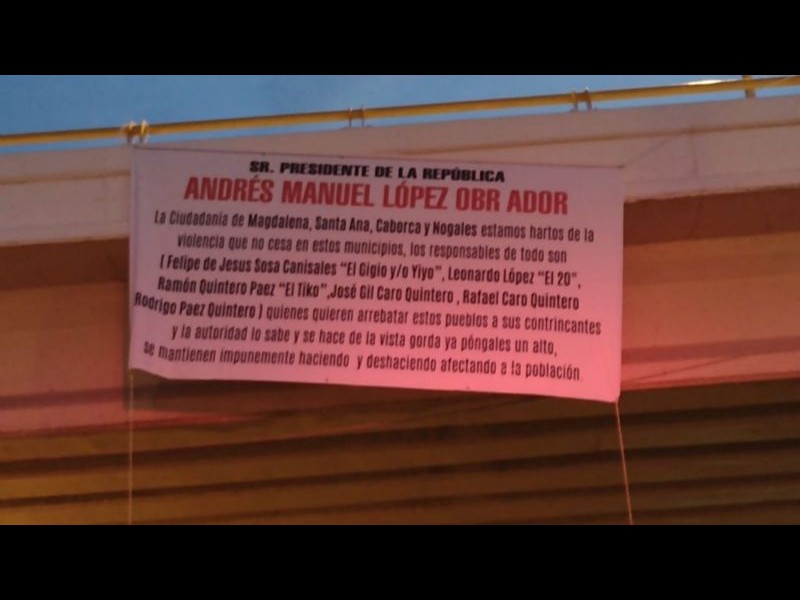 SR. PRESIDENTE DE LA REPÚBLICA
ANDRÉS MANUEL LÓPEZ OBR ADOR
La Ciudadanía de Magdalena, Santa Ana, Caborca y Nogales estamos hartos de la
violencia que no cesa en estos municipios, los responsables de todo son
( Felipe de Jesus Sosa Canisales "El Gigio y/o Yiyo", Leonardo López "El 20",
Ramón Quintero Paez "El Tiko",José Gil Caro Quintero , Rafael Caro Quintero
Rodrigo Paez Quintero ) quienes quieren arrebatar estos pueblos a sus contrincantes
y la autoridad lo sabe y se hace de la vista gorda ya póngales un alto,
se mantienen impunemente haciendo y deshaciendo afectando a la población.